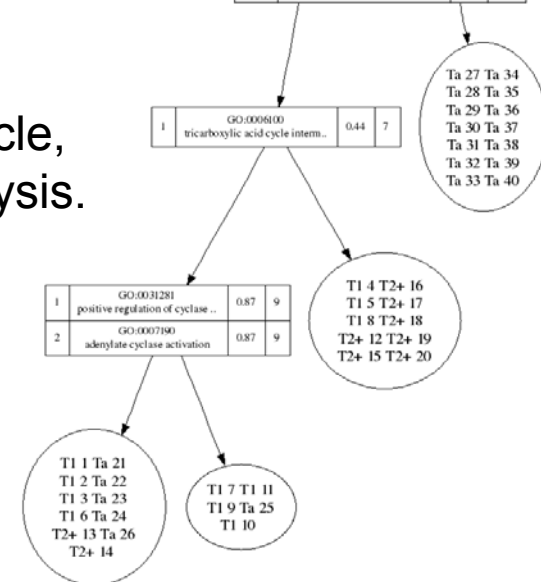 Ta 27 Ta 34
Ta 28 Ta 35
Ta 29 Ta 36
Ta 30 Ta 37
Ta 31 Ta 38
Ta 32 Ta 39
Ta 33 Ta 40
cle,
ysis.
1 GO:0006100 tricarboxylic acid cycle interm.. 0.44 7
1 GO:0031281 positive regulation of cyclase .. 0.87 9
2 GO:0007190 adenylate cyclase activation 0.87 9
T1 4 T2+ 16
T1 5 T2+ 17
T1 8 T2+ 18
T2+ 12 T2+ 19
T2+ 15 T2+ 20
T1 1 Ta 21
T1 2 Ta 22
T1 3 Ta 23
T1 6 Ta 24
T2+ 13 Ta 26
T2+ 14
T1 7 T1 11
T1 9 Ta 25
T1 10